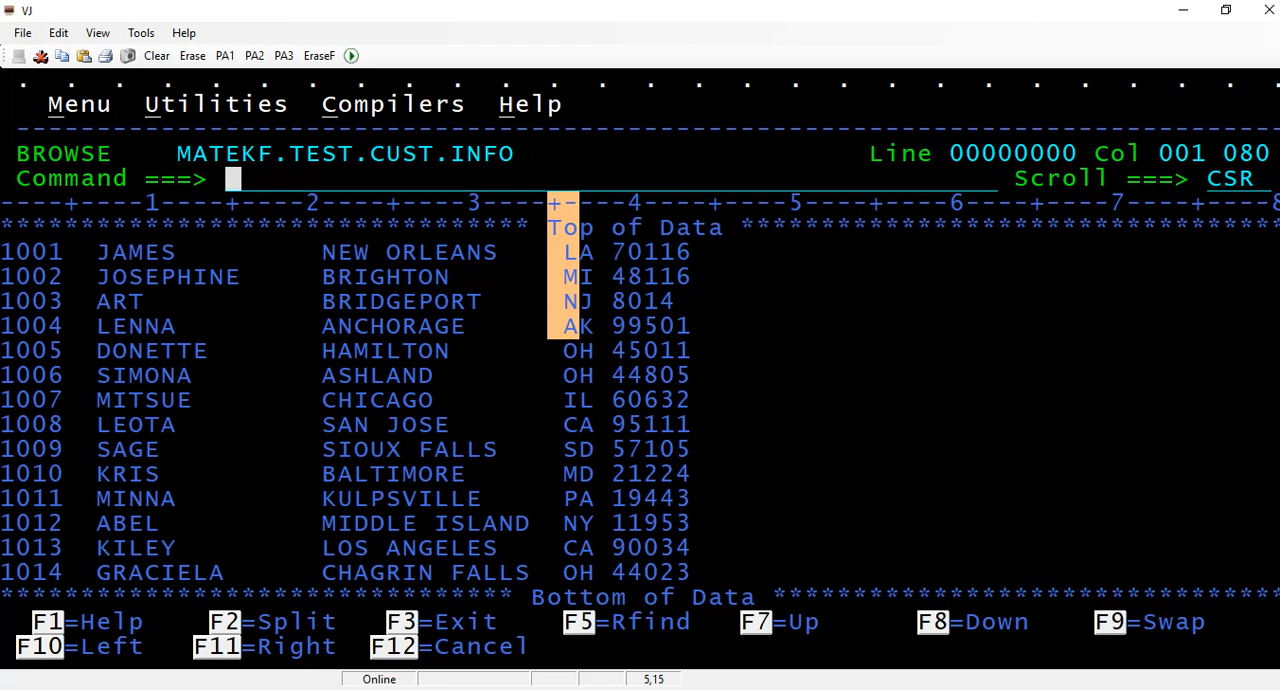 VJ
File Edit View Tools Help
Clear Erase PA1 PA2 PA3 EraseF
. . . . . . . . . . . . . . . . . . . . . . . . . . .
Menu Utilities Compilers Help
--------------------------------------------------------------------------------
BROWSE MATEKF.TEST.CUST.INFO Line 00000000 Col 001 080
Command ===> Scroll ===> CSR
----+----1----+----2----+----3----+----4----+----5----+----6----+----7----+----8
********************************* Top of Data **********************************
1001 JAMES NEW ORLEANS LA 70116
1002 JOSEPHINE BRIGHTON MI 48116
1003 ART BRIDGEPORT NJ 8014
1004 LENNA ANCHORAGE AK 99501
1005 DONETTE HAMILTON OH 45011
1006 SIMONA ASHLAND OH 44805
1007 MITSUE CHICAGO IL 60632
1008 LEOTA SAN JOSE CA 95111
1009 SAGE SIOUX FALLS SD 57105
1010 KRIS BALTIMORE MD 21224
1011 MINNA KULPSVILLE PA 19443
1012 ABEL MIDDLE ISLAND NY 11953
1013 KILEY LOS ANGELES CA 90034
1014 GRACIELA CHAGRIN FALLS OH 44023
******************************** Bottom of Data ********************************
F1=Help F2=Split F3=Exit F5=Rfind F7=Up F8=Down F9=Swap
F10=Left F11=Right F12=Cancel
Online 5,15